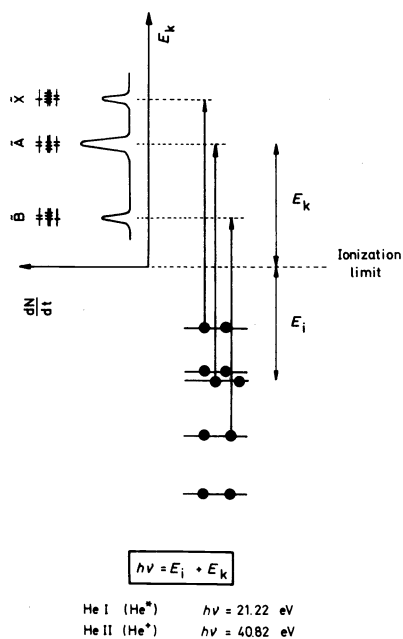 E_k
X̃
Ã
B̃
dN/dt
E_k
Ionization
limit
E_i
hν = E_i + E_k
He I (He*) hν = 21.22 eV
He II (He⁺) hν = 40.82 eV